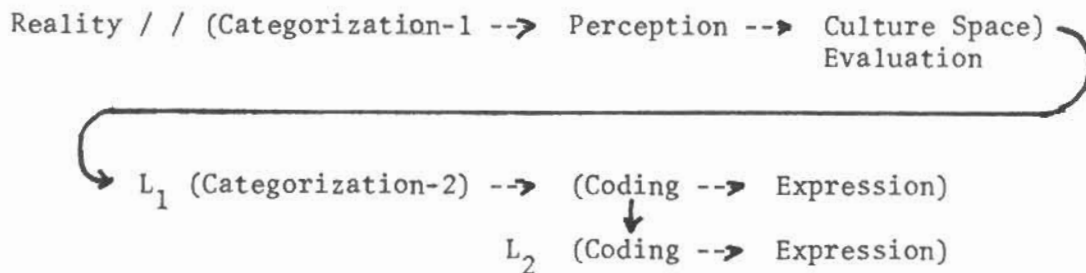 Reality / / (Categorization-1 --> Perception --> Culture Space)
Evaluation
L₁ (Categorization-2) --> (Coding --> Expression)
L₂ (Coding --> Expression)